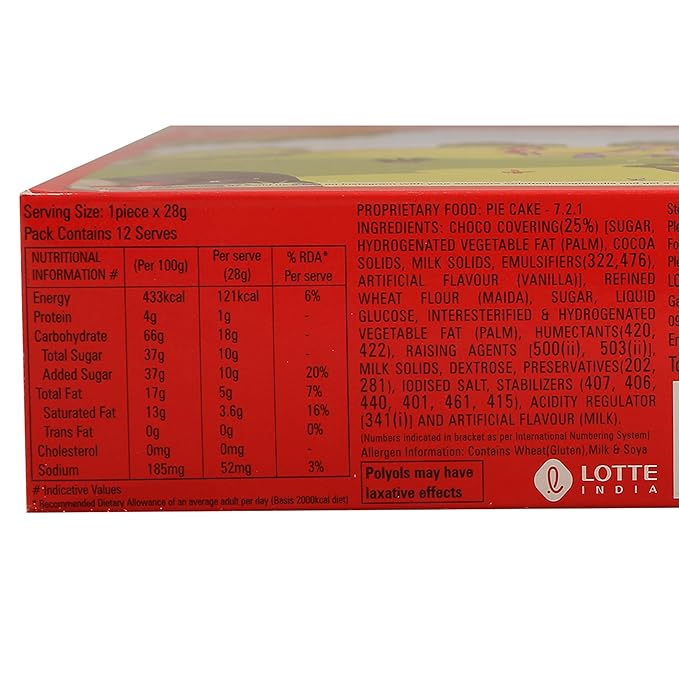 Serving Size: 1piece x 28g
Pack Contains 12 Serves
NUTRITIONAL INFORMATION # (Per 100g) Per serve (28g) % RDA* Per serve
Energy 433kcal 121kcal 6%
Protein 4g 1g -
Carbohydrate 66g 18g -
Total Sugar 37g 10g -
Added Sugar 37g 10g 20%
Total Fat 17g 5g 7%
Saturated Fat 13g 3.6g 16%
Trans Fat 0g 0g 0%
Cholesterol 0mg 0mg -
Sodium 185mg 52mg 3%
# Indicative Values
* Recommended Dietary Allowance of an average adult per day (Basis 2000kcal diet)
PROPRIETARY FOOD: PIE CAKE - 7.2.1
INGREDIENTS: CHOCO COVERING(25%) [SUGAR,
HYDROGENATED VEGETABLE FAT (PALM), COCOA
SOLIDS, MILK SOLIDS, EMULSIFIERS(322,476),
ARTIFICIAL FLAVOUR (VANILLA)], REFINED
WHEAT FLOUR (MAIDA), SUGAR, LIQUID
GLUCOSE, INTERESTERIFIED & HYDROGENATED
VEGETABLE FAT (PALM), HUMECTANTS(420,
422), RAISING AGENTS [500(ii), 503(ii)],
MILK SOLIDS, DEXTROSE, PRESERVATIVES(202,
281), IODISED SALT, STABILIZERS (407, 406,
440, 401, 461, 415), ACIDITY REGULATOR
[341(i)] AND ARTIFICIAL FLAVOUR (MILK).
(Numbers indicated in bracket as per International Numbering System)
Allergen Information: Contains Wheat(Gluten),Milk & Soya
Polyols may have
laxative effects
LOTTE
INDIA